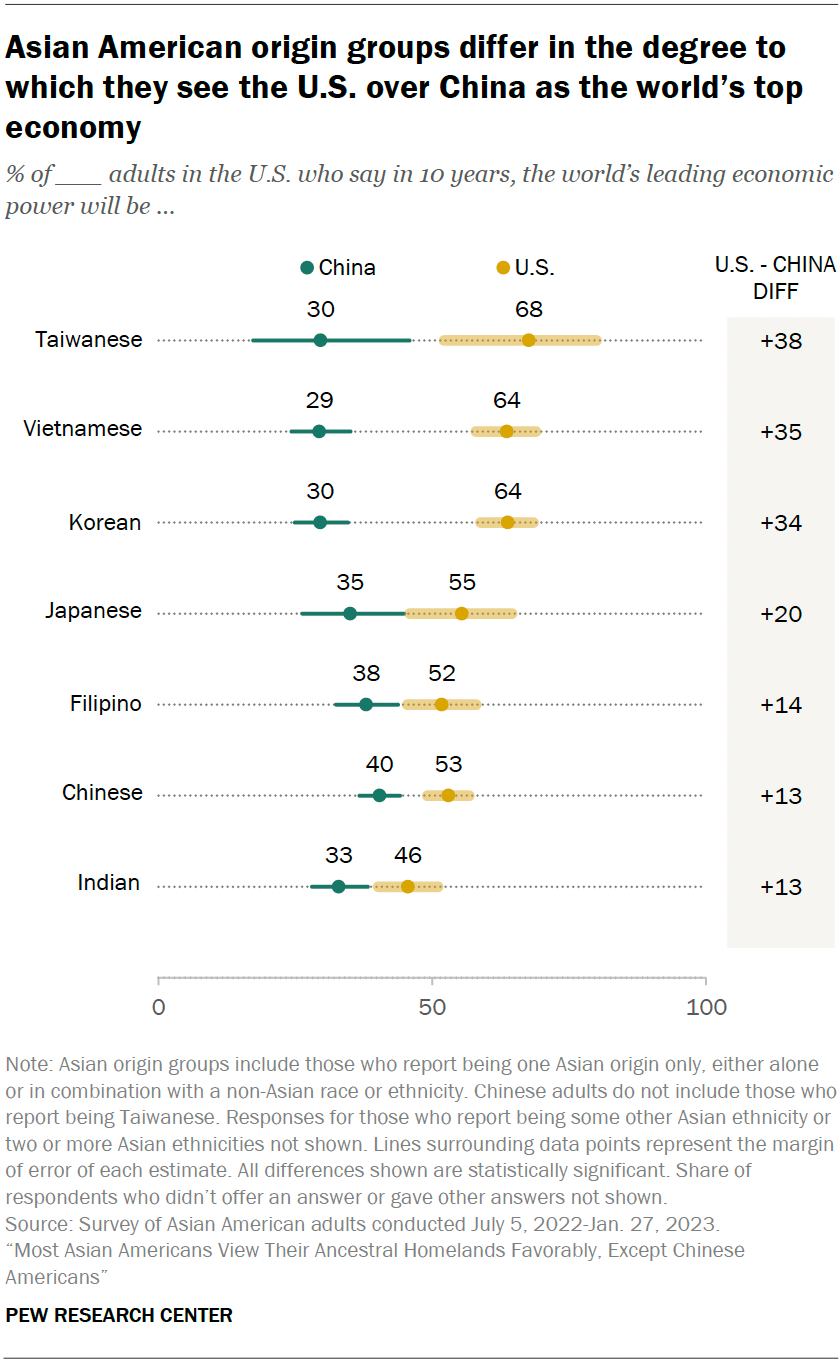 Asian American origin groups differ in the degree to
which they see the U.S. over China as the world’s top
economy
% of ___ adults in the U.S. who say in 10 years, the world’s leading economic
power will be ...
China U.S. U.S. - CHINA
DIFF
30 68
Taiwanese +38
29 64
Vietnamese +35
30 64
Korean +34
35 55
Japanese +20
38 52
Filipino +14
40 53
Chinese +13
33 46
Indian +13
0 50 100
Note: Asian origin groups include those who report being one Asian origin only, either alone
or in combination with a non-Asian race or ethnicity. Chinese adults do not include those who
report being Taiwanese. Responses for those who report being some other Asian ethnicity or
two or more Asian ethnicities not shown. Lines surrounding data points represent the margin
of error of each estimate. All differences shown are statistically significant. Share of
respondents who didn’t offer an answer or gave other answers not shown.
Source: Survey of Asian American adults conducted July 5, 2022-Jan. 27, 2023.
“Most Asian Americans View Their Ancestral Homelands Favorably, Except Chinese
Americans”
PEW RESEARCH CENTER